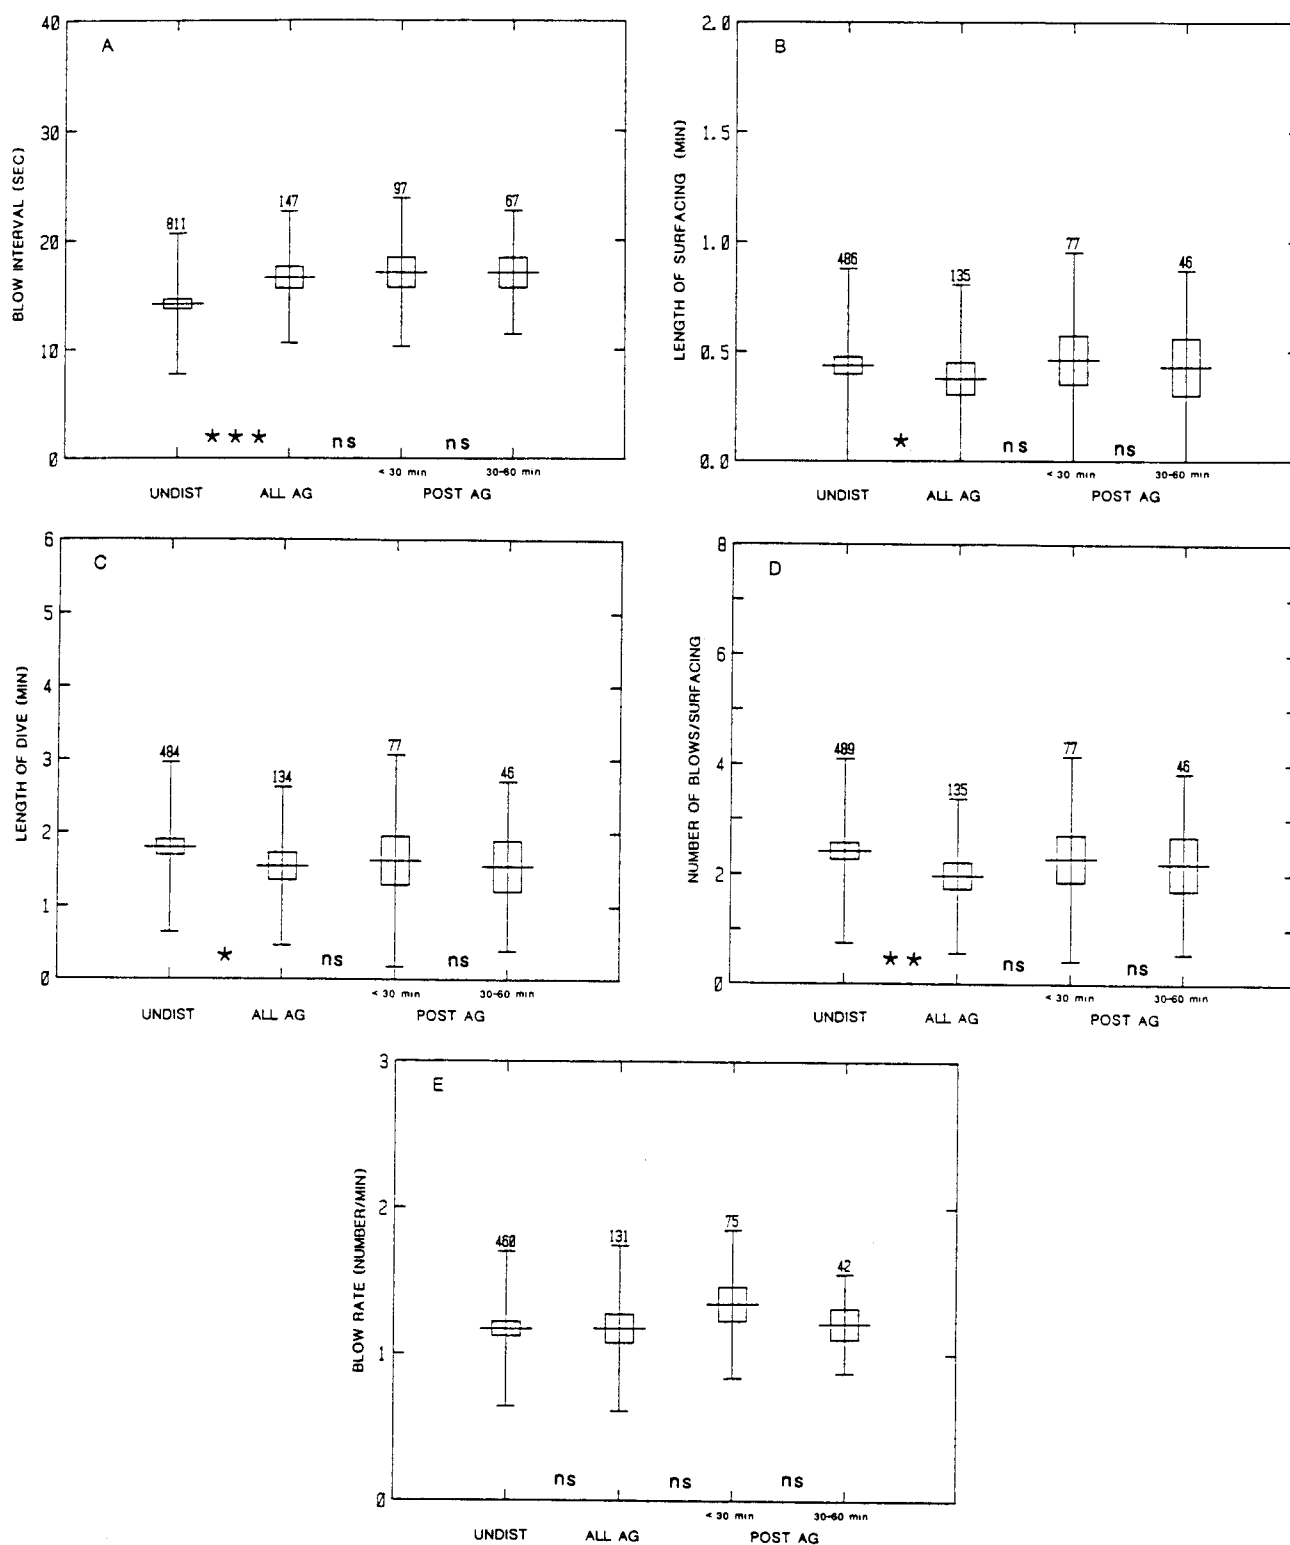 A
BLOW INTERVAL (SEC)
40
30
20
10
0
811
147
97
67
★ ★ ★
ns
ns
< 30 min
30-60 min
UNDIST
ALL AG
POST AG
B
LENGTH OF SURFACING (MIN)
2.0
1.5
1.0
0.5
0.0
486
135
77
46
★
ns
ns
< 30 min
30-60 min
UNDIST
ALL AG
POST AG
C
LENGTH OF DIVE (MIN)
6
5
4
3
2
1
0
484
134
77
46
★
ns
ns
< 30 min
30-60 min
UNDIST
ALL AG
POST AG
D
NUMBER OF BLOWS/SURFACING
8
6
4
2
0
489
135
77
46
★ ★
ns
ns
< 30 min
30-60 min
UNDIST
ALL AG
POST AG
E
BLOW RATE (NUMBER/MIN)
3
2
1
0
460
131
75
42
ns
ns
ns
< 30 min
30-60 min
UNDIST
ALL AG
POST AG